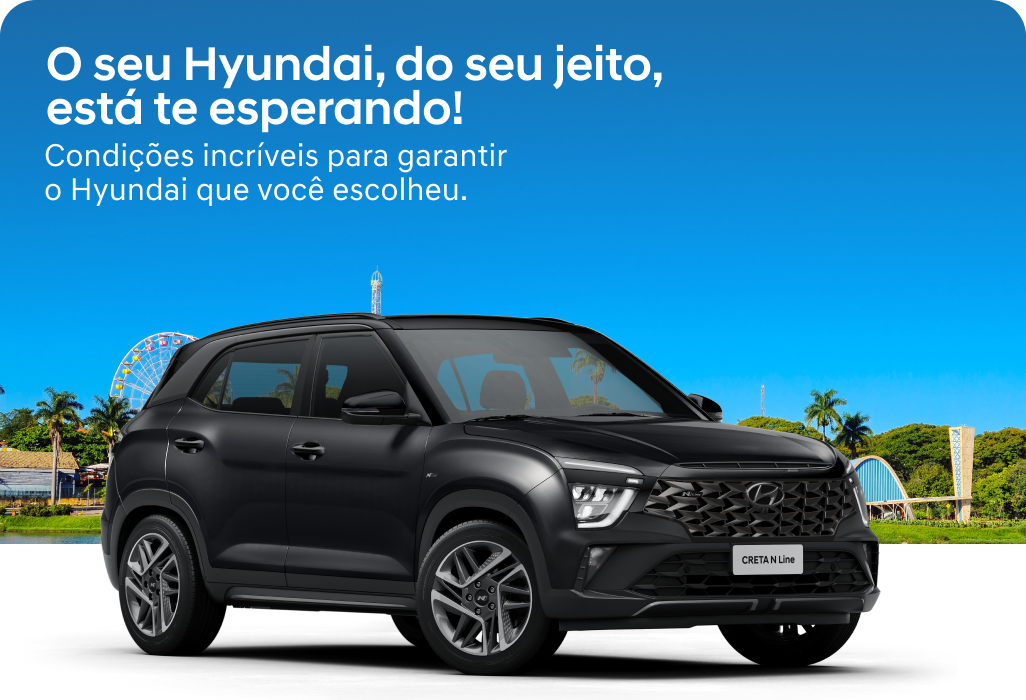 O seu Hyundai, do seu jeito,
está te esperando!
Condições incríveis para garantir
o Hyundai que você escolheu.
CRETA N Line